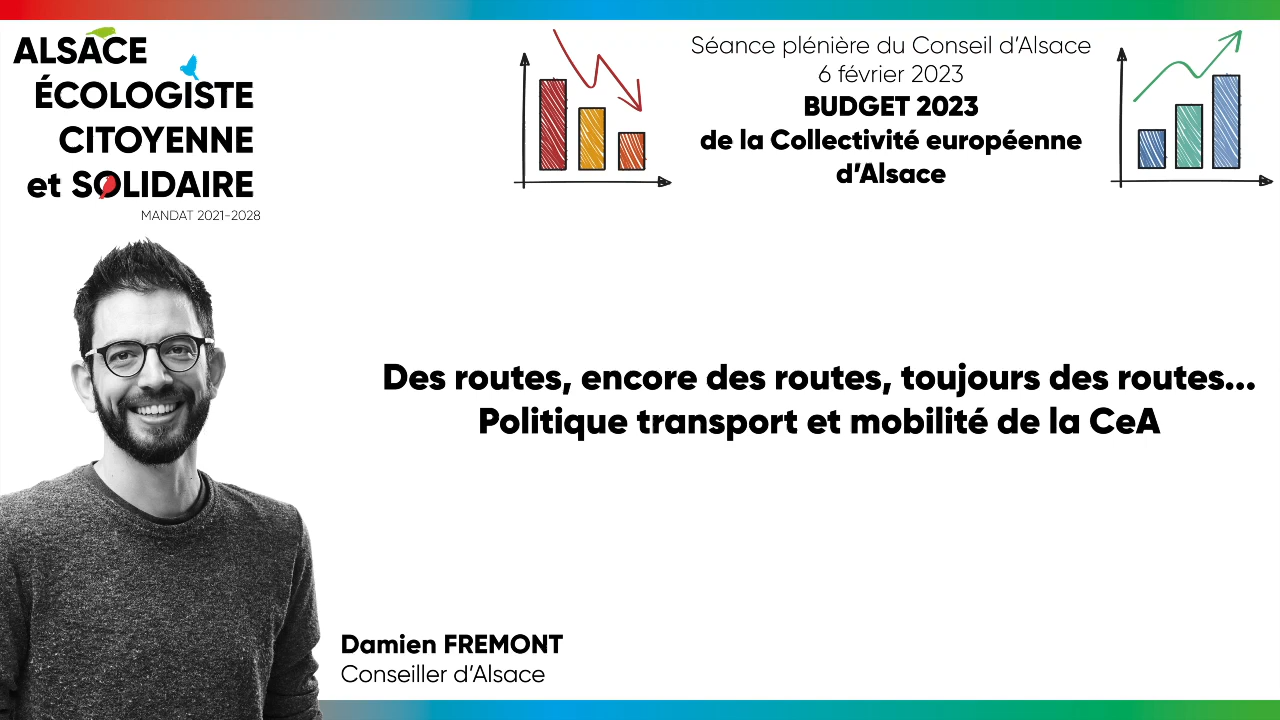 ALSACE
ÉCOLOGISTE
CITOYENNE
et SOLIDAIRE
MANDAT 2021-2028
Séance plénière du Conseil d'Alsace
6 février 2023
BUDGET 2023
de la Collectivité européenne
d'Alsace
Des routes, encore des routes, toujours des routes...
Politique transport et mobilité de la CeA
Damien FREMONT
Conseiller d'Alsace